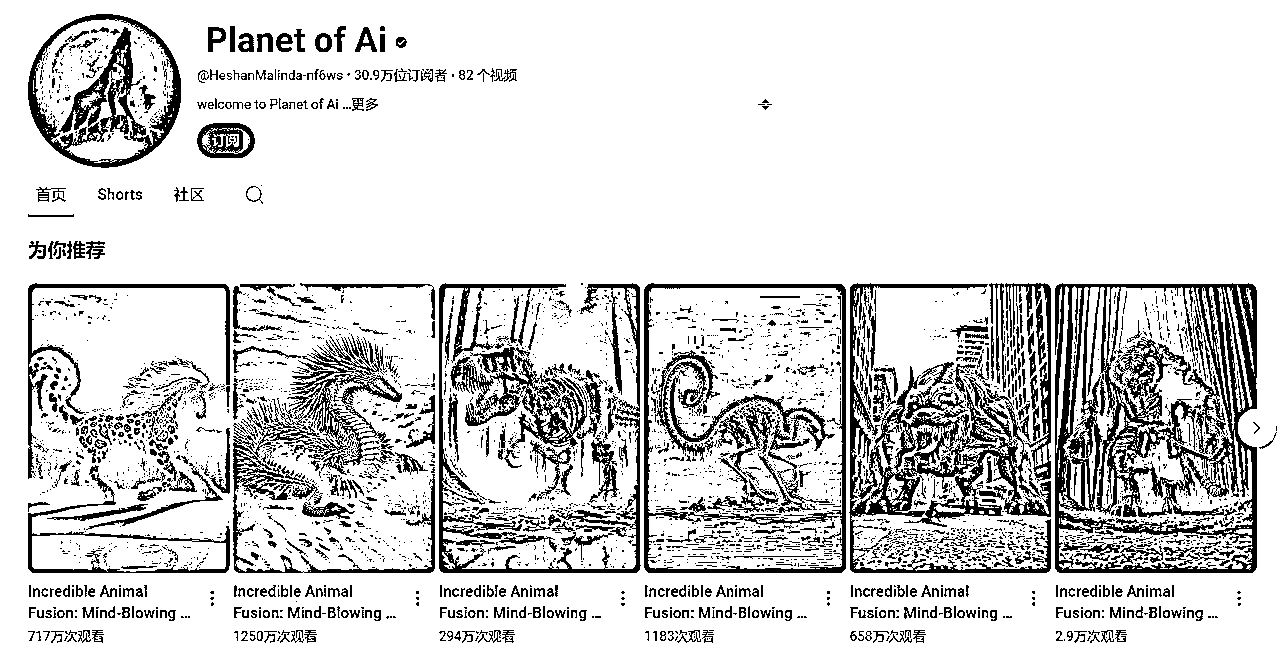 Planet of Ai
@HeshanMalinda-nf6ws · 30.9万位订阅者 · 82 个视频
welcome to Planet of Ai ...更多
订阅
首页 Shorts 社区
为你推荐
Incredible Animal Fusion: Mind-Blowing ...
717万次观看
Incredible Animal Fusion: Mind-Blowing ...
1250万次观看
Incredible Animal Fusion: Mind-Blowing ...
294万次观看
Incredible Animal Fusion: Mind-Blowing ...
1183次观看
Incredible Animal Fusion: Mind-Blowing ...
658万次观看
Incredible Animal Fusion: Mind-Blowing ...
2.9万次观看